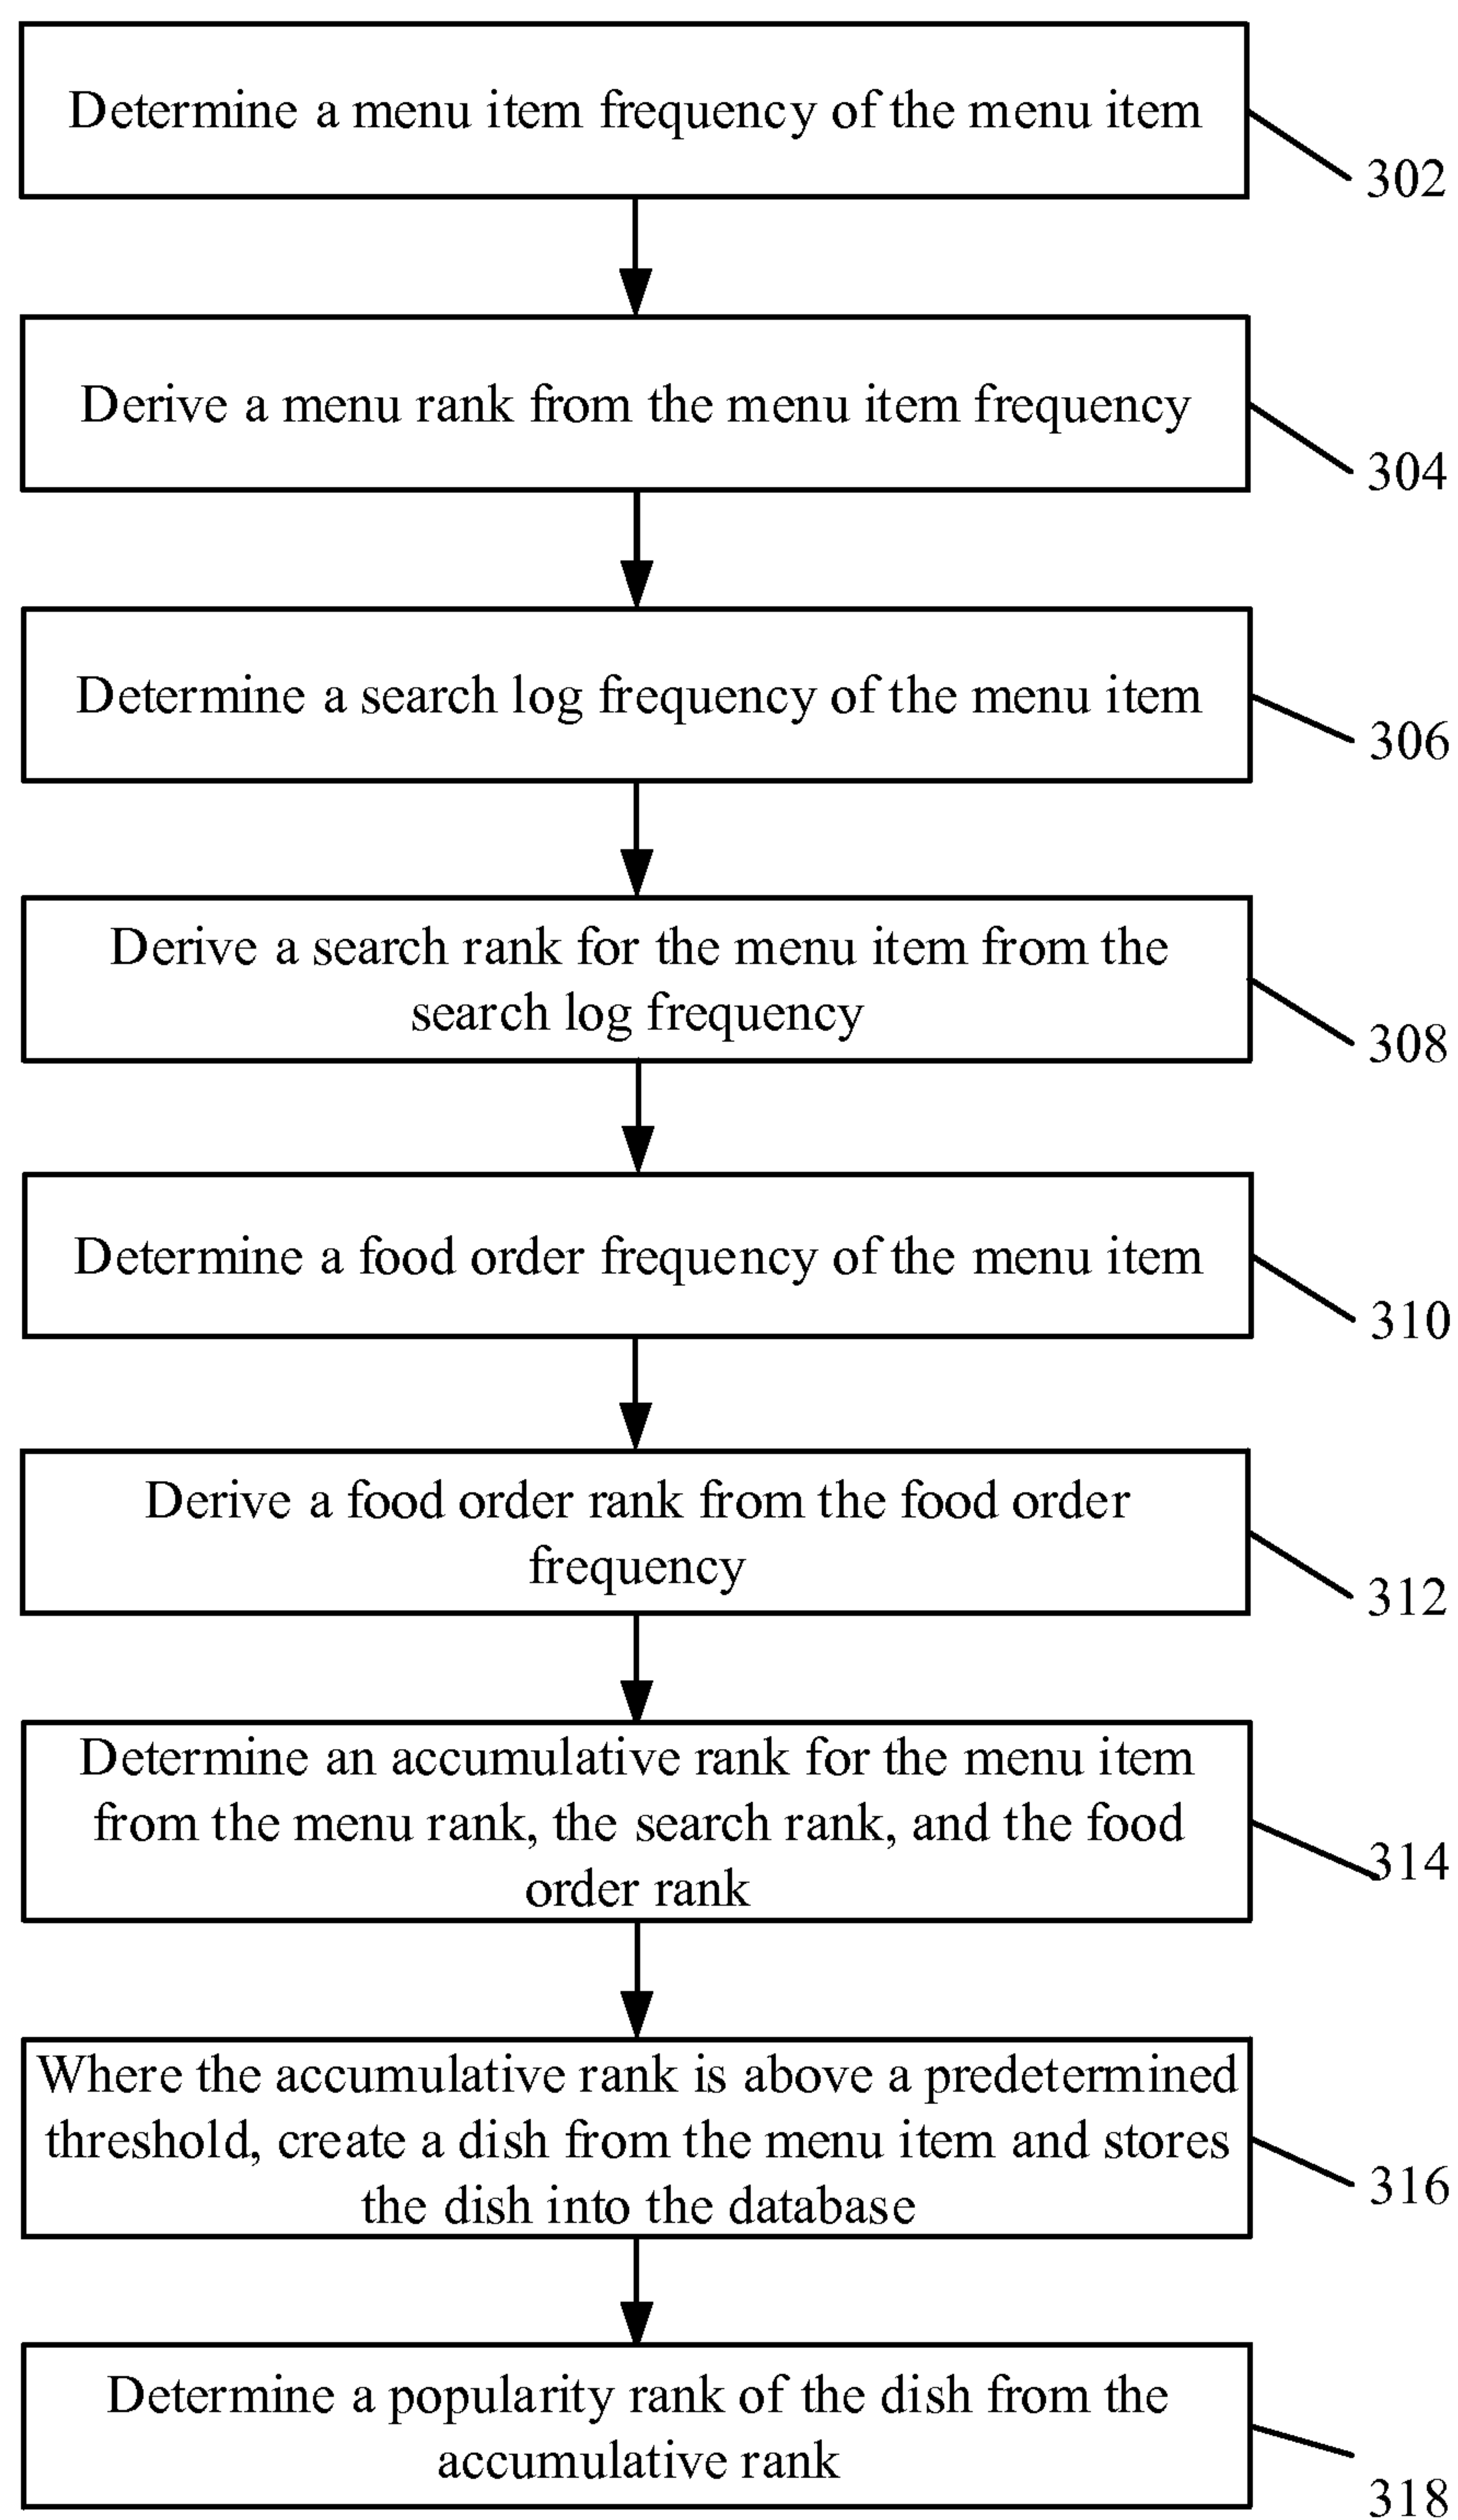 Determine a menu item frequency of the menu item
302
Derive a menu rank from the menu item frequency
304
Determine a search log frequency of the menu item
306
Derive a search rank for the menu item from the
search log frequency
308
Determine a food order frequency of the menu item
310
Derive a food order rank from the food order
frequency
312
Determine an accumulative rank for the menu item
from the menu rank, the search rank, and the food
order rank
314
Where the accumulative rank is above a predetermined
threshold, create a dish from the menu item and stores
the dish into the database
316
Determine a popularity rank of the dish from the
accumulative rank
318